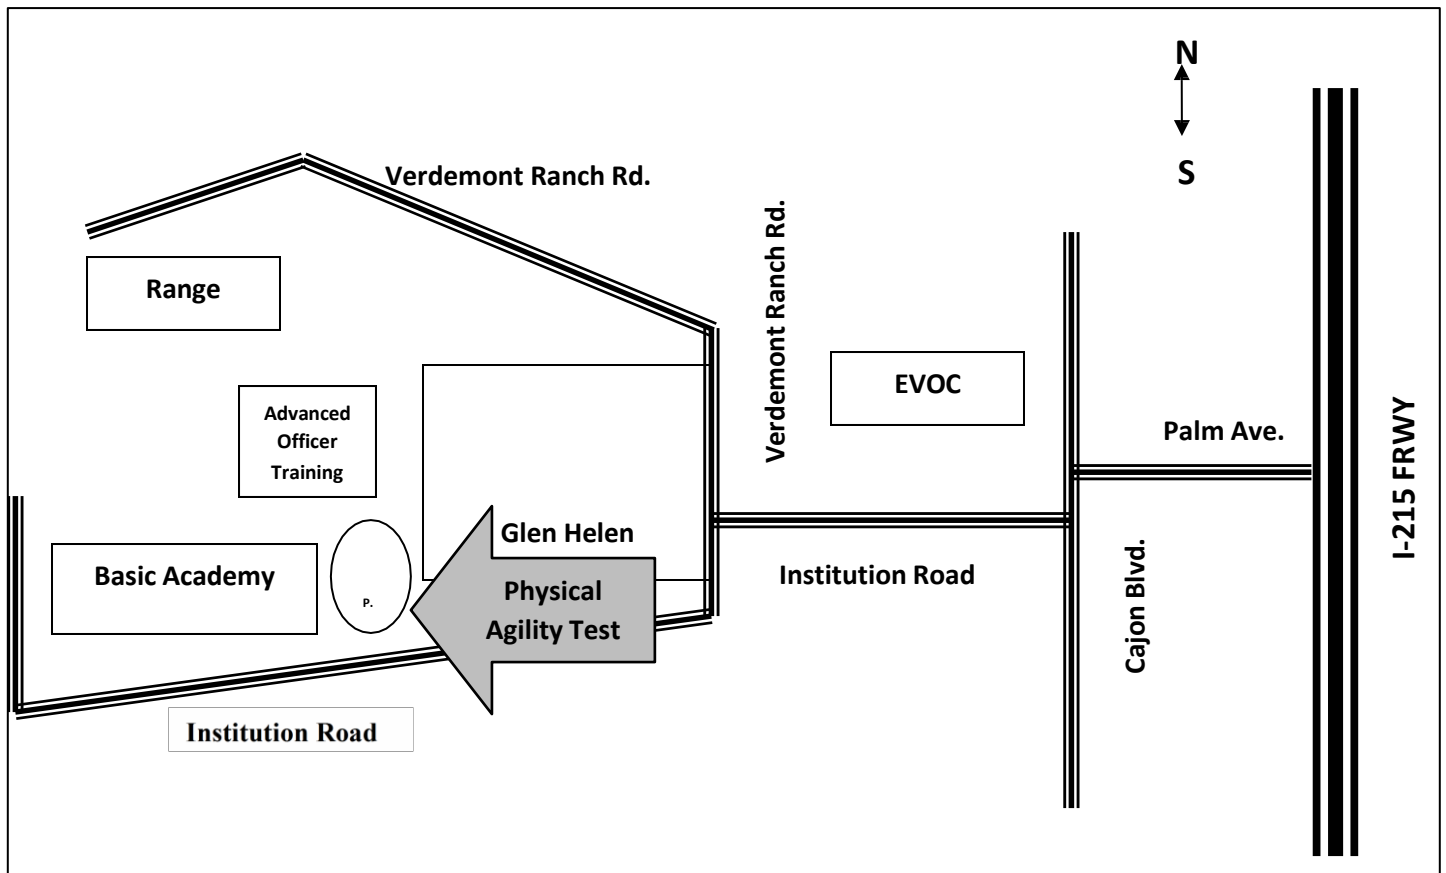 N
S
Verdemont Ranch Rd.
Range
Verdemont Ranch Rd.
EVOC
Advanced
Officer
Training
Palm Ave.
I-215 FRWY
Glen Helen
Basic Academy
P.
Physical
Agility Test
Institution Road
Cajon Blvd.
Institution Road